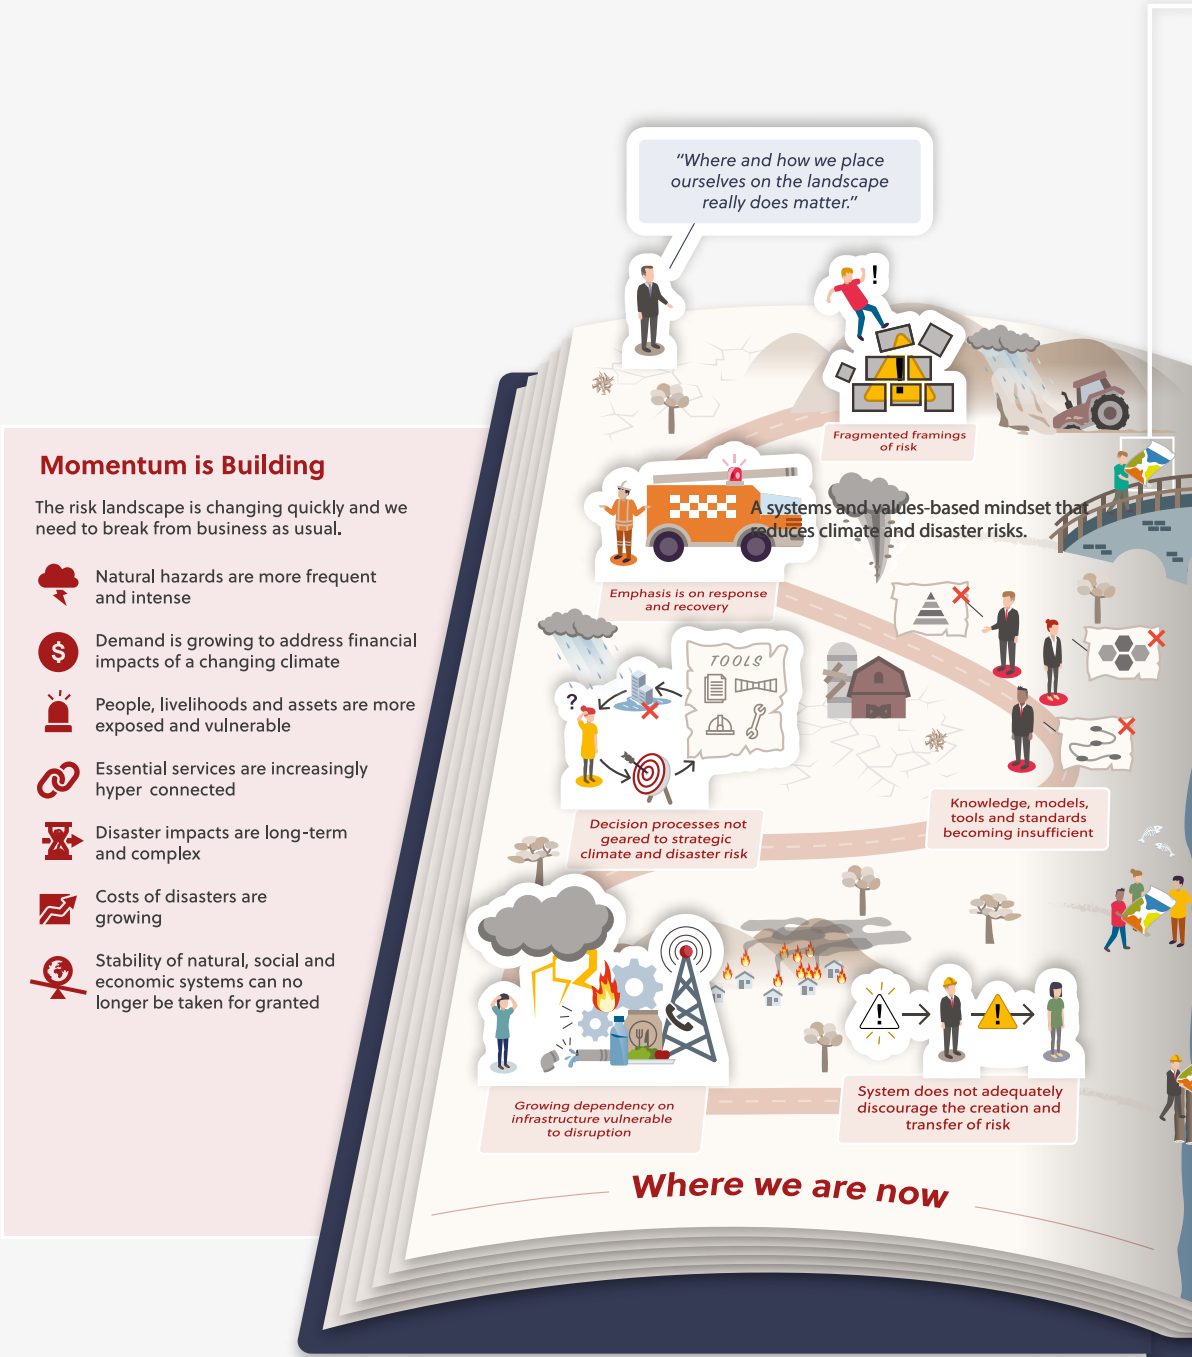 “Where and how we place
ourselves on the landscape
really does matter.”
!
Fragmented framings
of risk
Momentum is Building
The risk landscape is changing quickly and we
need to break from business as usual.
Natural hazards are more frequent
and intense
$
Demand is growing to address financial
impacts of a changing climate
People, livelihoods and assets are more
exposed and vulnerable
Essential services are increasingly
hyper connected
Disaster impacts are long-term
and complex
Costs of disasters are
growing
Stability of natural, social and
economic systems can no
longer be taken for granted
A systems and values-based mindset that
reduces climate and disaster risks.
Emphasis is on response
and recovery
TOOLS
?
Decision processes not
geared to strategic
climate and disaster risk
Knowledge, models,
tools and standards
becoming insufficient
! !
Growing dependency on
infrastructure vulnerable
to disruption
System does not adequately
discourage the creation and
transfer of risk
Where we are now